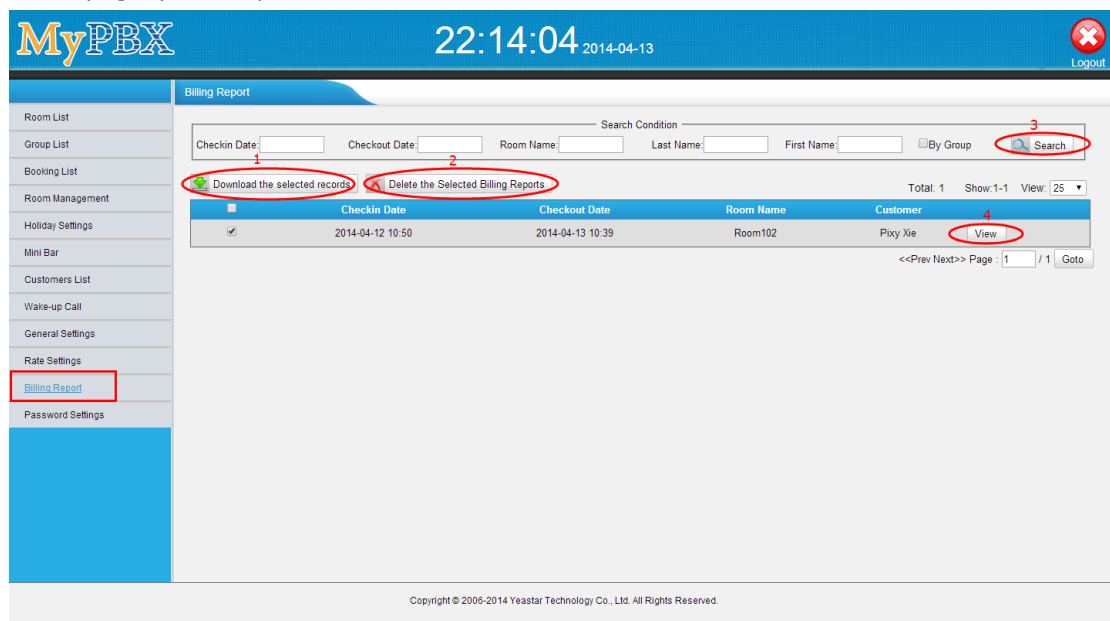 MyPBX
22:14:04 2014-04-13
Logout
Billing Report
Room List
Group List
Booking List
Room Management
Holiday Settings
Mini Bar
Customers List
Wake-up Call
General Settings
Rate Settings
Billing Report
Password Settings
Search Condition
3
Checkin Date: Checkout Date: Room Name: Last Name: First Name: By Group Search
1 2
Download the selected records Delete the Selected Billing Reports
Total: 1 Show:1-1 View: 25
Checkin Date Checkout Date Room Name Customer
4
2014-04-12 10:50 2014-04-13 10:39 Room102 Pixy Xie View
<<Prev Next>> Page : 1 / 1 Goto
Copyright © 2006-2014 Yeastar Technology Co., Ltd. All Rights Reserved.